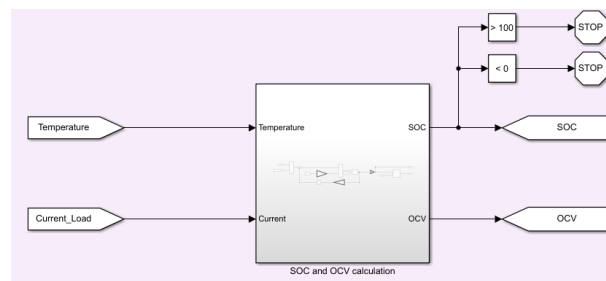 > 100
STOP
< 0
STOP
Temperature
Temperature
SOC
SOC
Current_Load
Current
OCV
OCV
SOC and OCV calculation